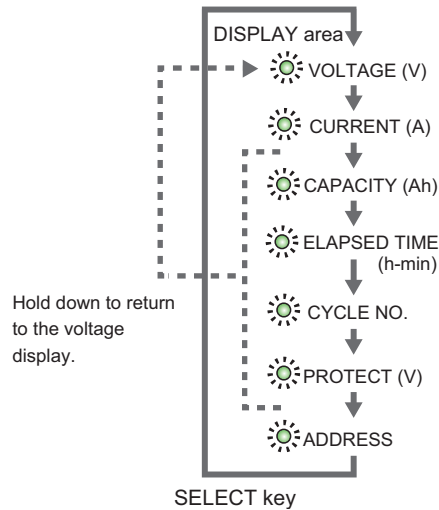 DISPLAY area
VOLTAGE (V)
CURRENT (A)
CAPACITY (Ah)
ELAPSED TIME
(h-min)
CYCLE NO.
PROTECT (V)
ADDRESS
Hold down to return
to the voltage
display.
SELECT key